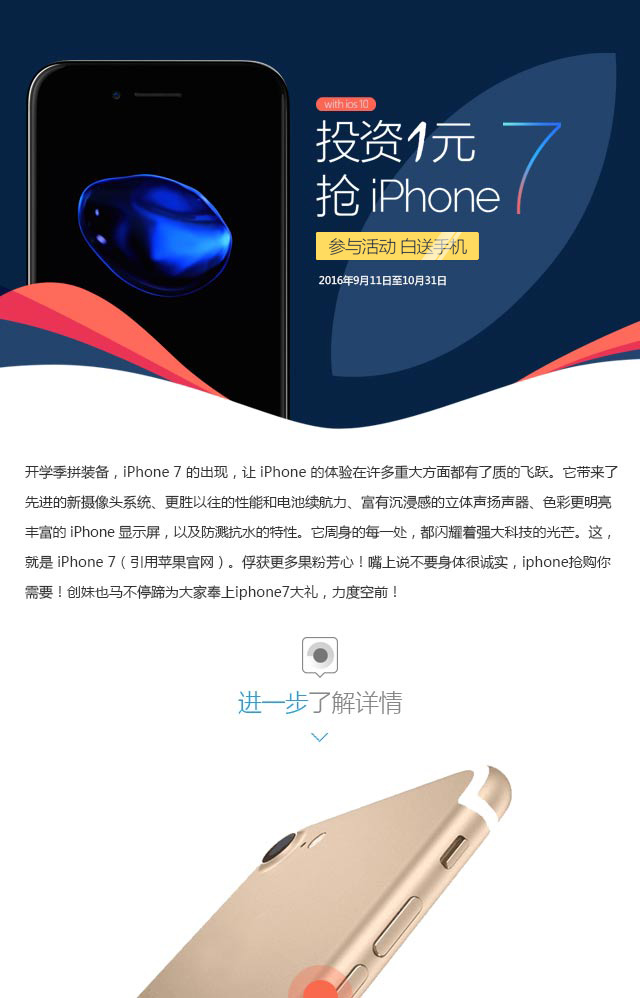 with ios 10
投资1元
抢 iPhone 7
参与活动 白送手机
2016年9月11日至10月31日
开学季拼装备，iPhone 7 的出现，让 iPhone 的体验在许多重大方面都有了质的飞跃。它带来了
先进的新摄像头系统、更胜以往的性能和电池续航力、富有沉浸感的立体声扬声器、色彩更明亮
丰富的 iPhone 显示屏，以及防溅抗水的特性。它周身的每一处，都闪耀着强大科技的光芒。这，
就是 iPhone 7（引用苹果官网）。俘获更多果粉芳心！嘴上说不要身体很诚实，iphone抢购你
需要！创妹也马不停蹄为大家奉上iphone7大礼，力度空前！
进一步了解详情